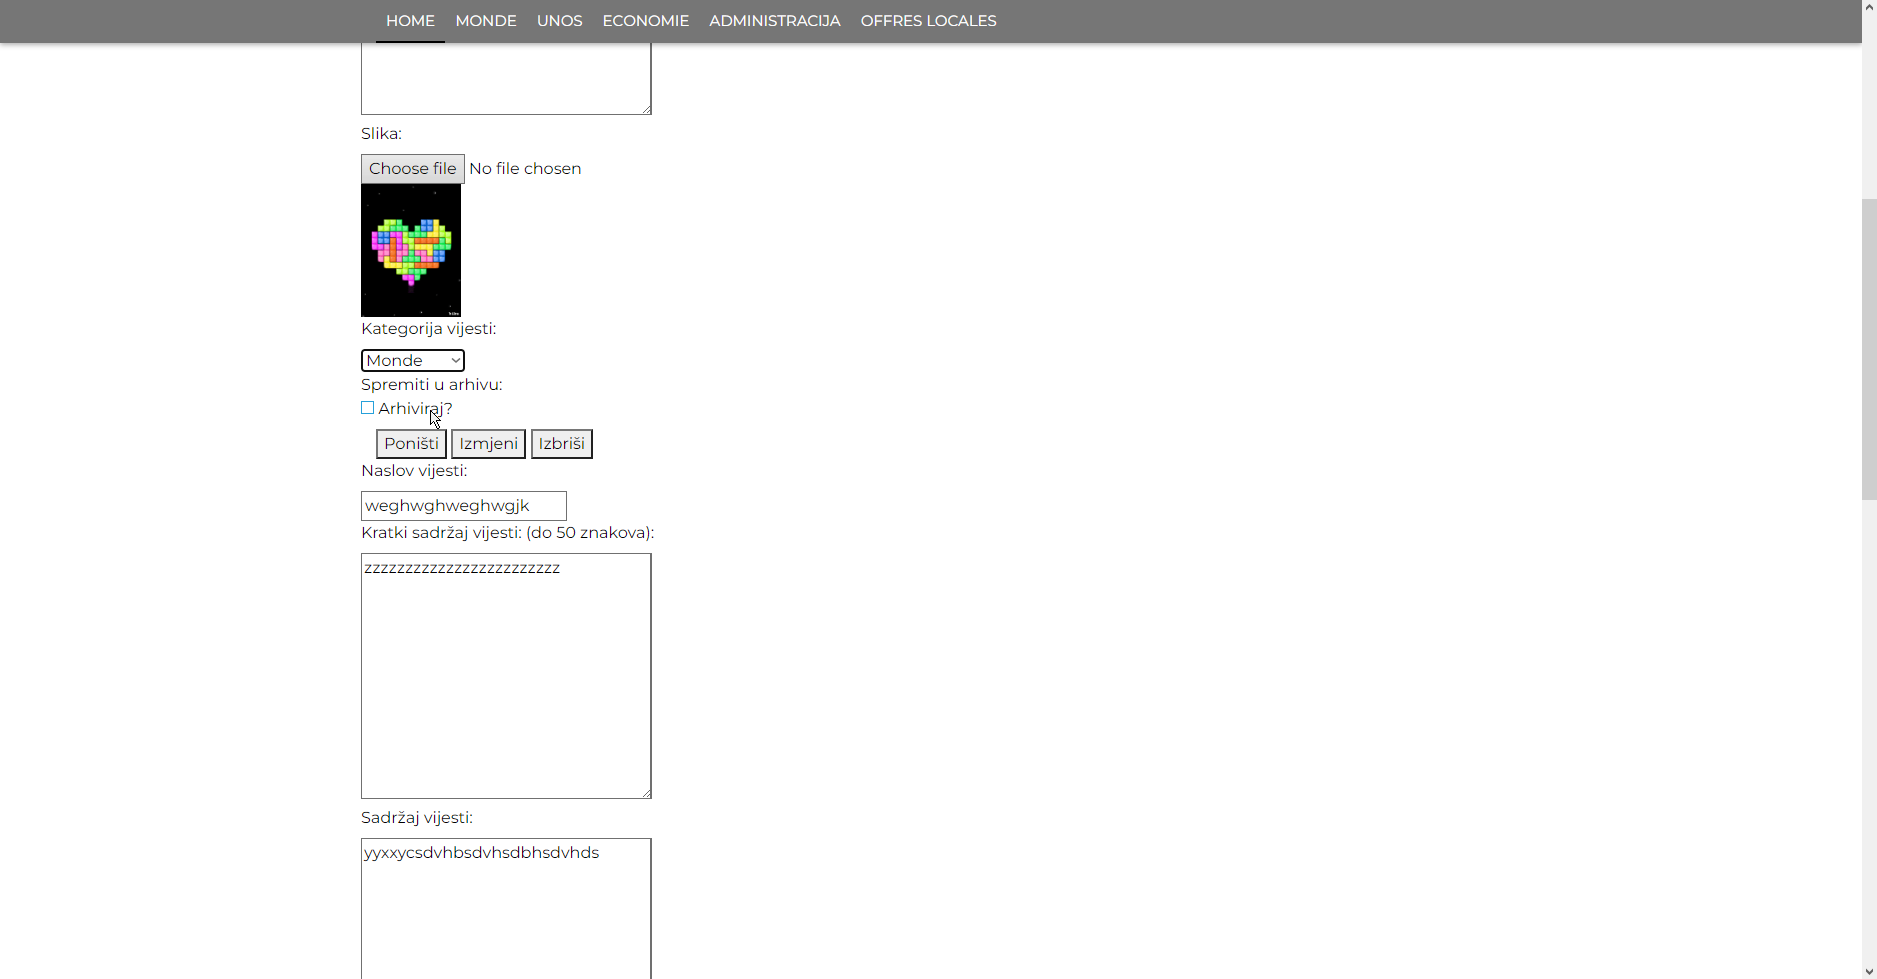 HOME MONDE UNOS ECONOMIE ADMINISTRACIJA OFFRES LOCALES
Slika:
Choose file No file chosen
Kategorija vijesti:
Monde
Spremiti u arhivu:
Arhiviraj?
Poništi Izmjeni Izbriši
Naslov vijesti:
weghwghweghwgjk
Kratki sadržaj vijesti: (do 50 znakova):
zzzzzzzzzzzzzzzzzzzzzzzz
Sadržaj vijesti:
yyxxycsdvhbsdvhsdbhsdvhds